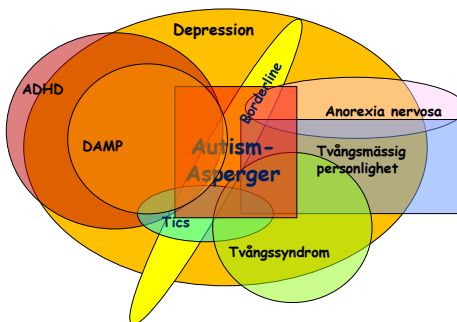 Depression
ADHD
Borderline
Anorexia nervosa
DAMP
Autism-
Asperger
Tvångsmässig
personlighet
Tics
Tvångssyndrom